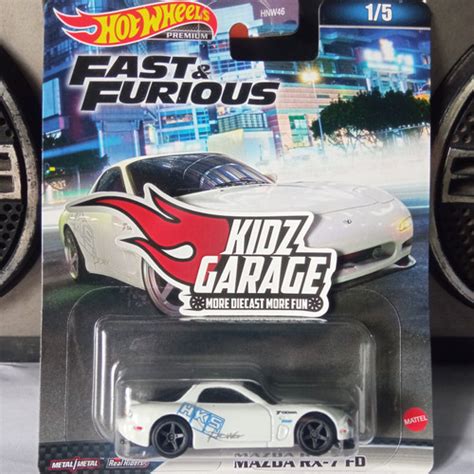 Hot Wheels
PREMIUM
HNW46
1/5
FAST & FURIOUS
KIDZ
GARAGE
MORE DIECAST MORE FUN
HKS
MAZDA RX-7 FD
METAL/METAL
Real Riders
MATTEL